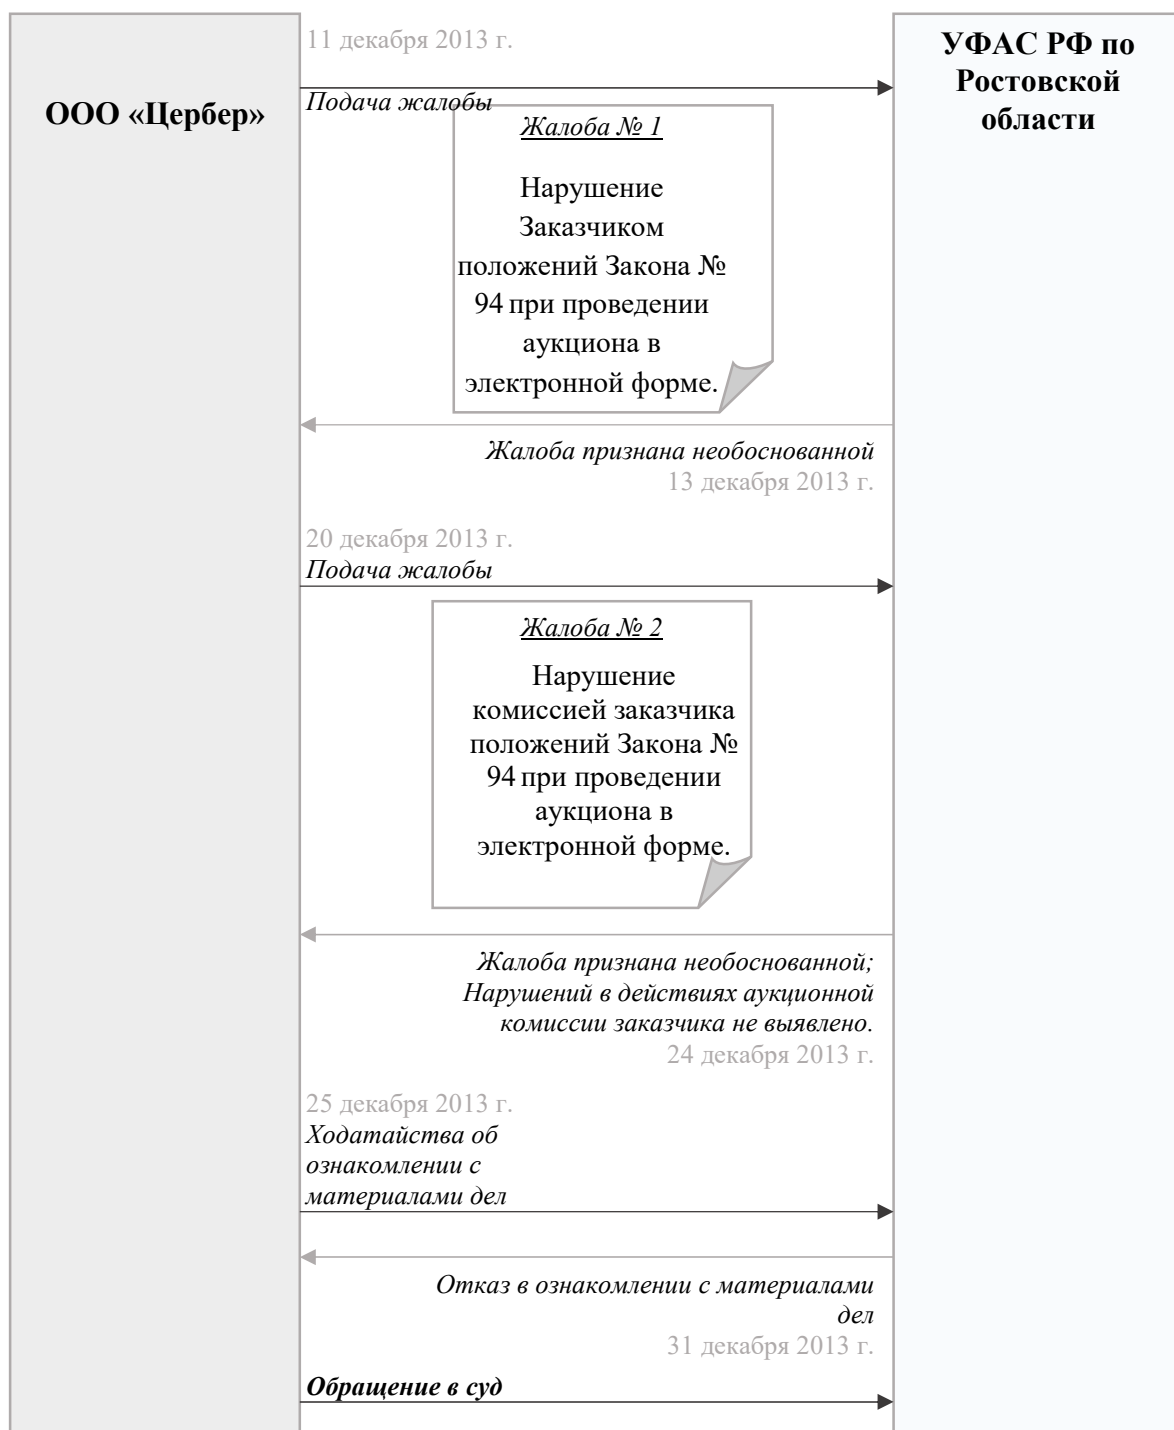 ООО «Цербер»
УФАС РФ по
Ростовской
области
11 декабря 2013 г.
Подача жалобы
Жалоба № 1
Нарушение
Заказчиком
положений Закона №
94 при проведении
аукциона в
электронной форме.
Жалоба признана необоснованной
13 декабря 2013 г.
20 декабря 2013 г.
Подача жалобы
Жалоба № 2
Нарушение
комиссией заказчика
положений Закона №
94 при проведении
аукциона в
электронной форме.
Жалоба признана необоснованной;
Нарушений в действиях аукционной
комиссии заказчика не выявлено.
24 декабря 2013 г.
25 декабря 2013 г.
Ходатайства об
ознакомлении с
материалами дел
Отказ в ознакомлении с материалами
дел
31 декабря 2013 г.
Обращение в суд